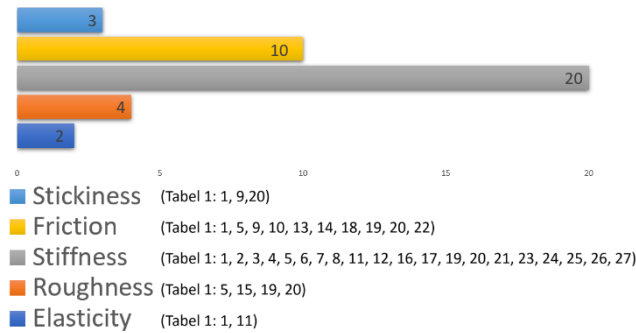 3
10
20
4
2
0 5 10 15 20
Stickiness (Tabel 1: 1, 9,20)
Friction (Tabel 1: 1, 5, 9, 10, 13, 14, 18, 19, 20, 22)
Stiffness (Tabel 1: 1, 2, 3, 4, 5, 6, 7, 8, 11, 12, 16, 17, 19, 20, 21, 23, 24, 25, 26, 27)
Roughness (Tabel 1: 5, 15, 19, 20)
Elasticity (Tabel 1: 1, 11)